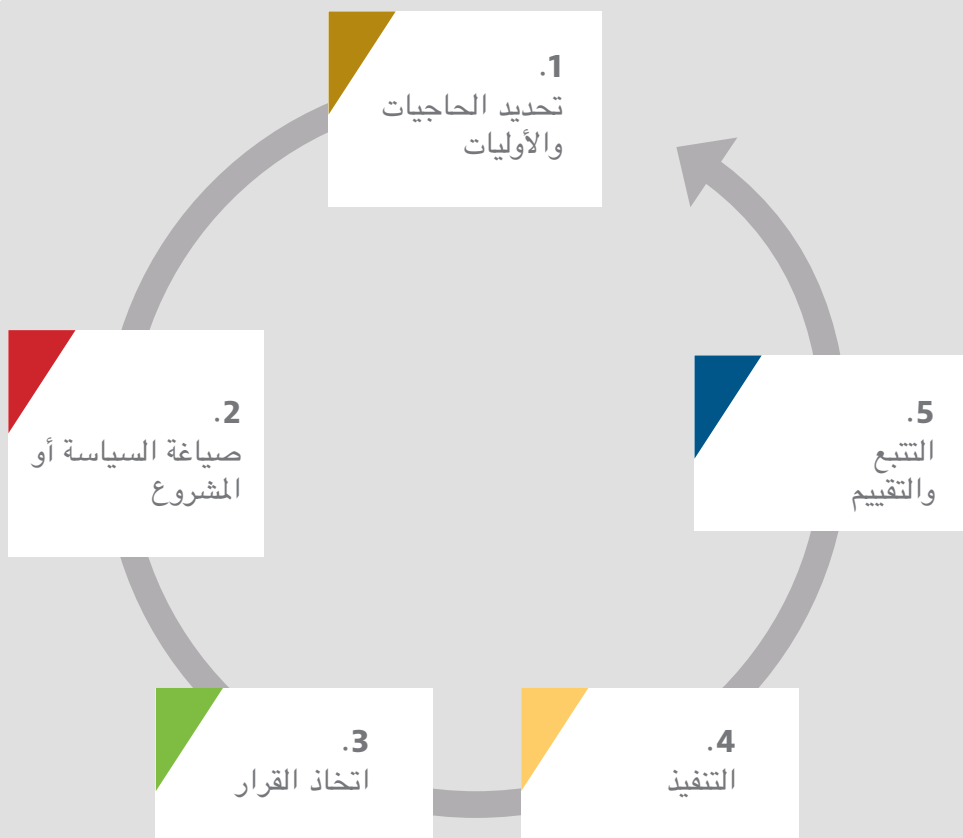 1.
تحديد الحاجيات
والأوليات
2.
صياغة السياسة أو
المشروع
3.
اتخاذ القرار
4.
التنفيذ
5.
التتبع
والتقييم